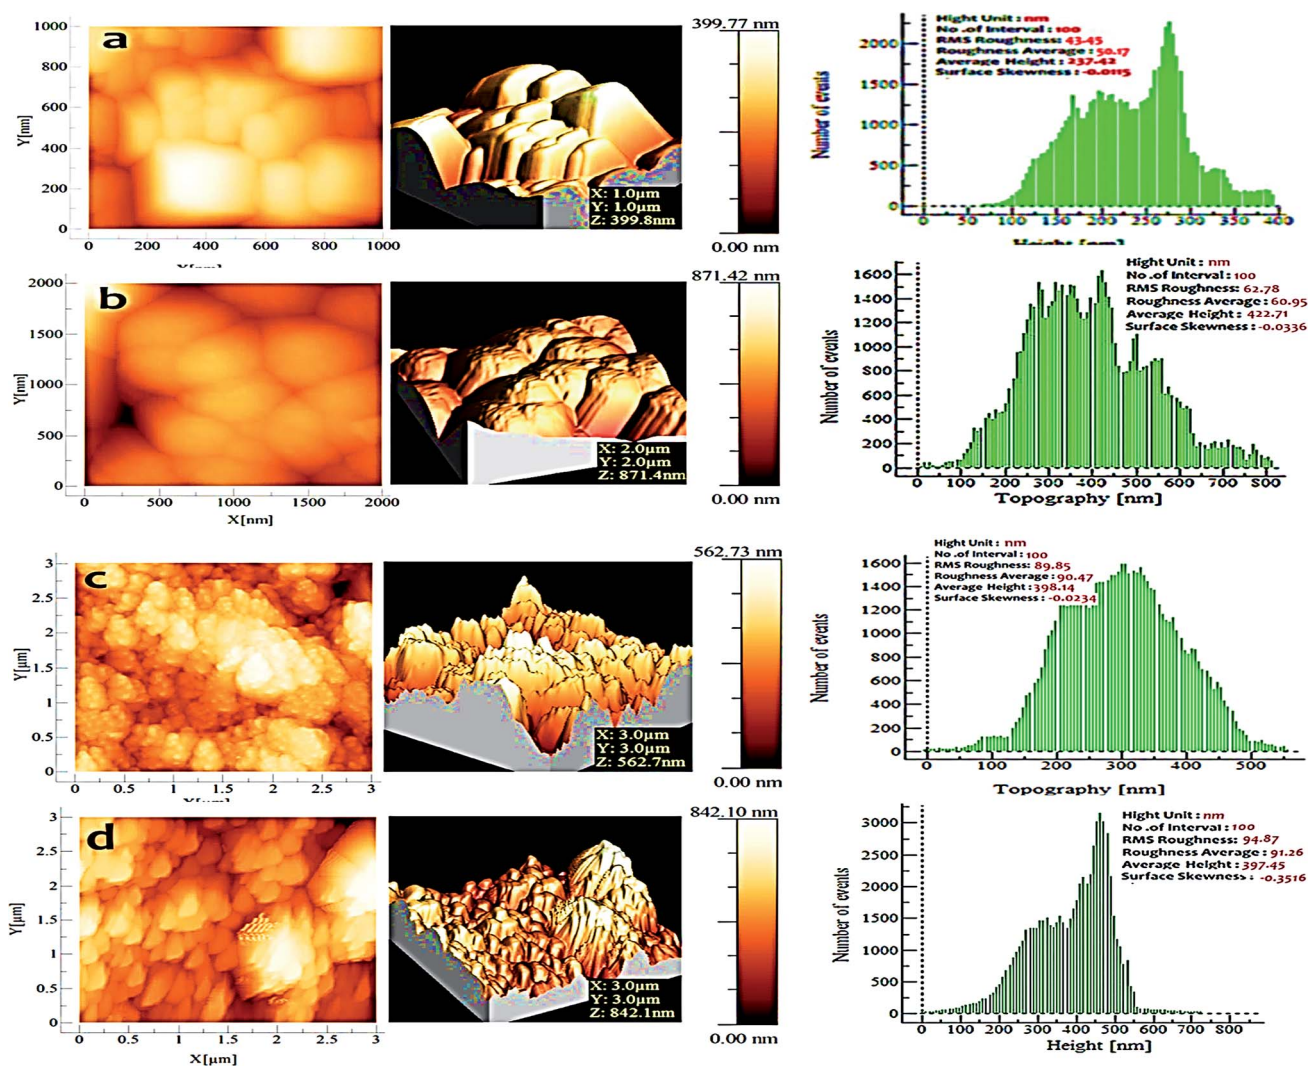 a
Y[nm]
1000
800
600
400
200
0
0 200 400 600 800 1000
X[nm]
X: 1.0µm
Y: 1.0µm
Z: 399.8nm
399.77 nm
0.00 nm
Hight Unit : nm
No .of Interval : 100
RMS Roughness: 43.45
Roughness Average : 50.17
Average Height : 237.42
Surface Skewness : -0.0115
Number of events
2000
1500
1000
500
0
0 50 100 150 200 250 300 350 400
Height [nm]
b
Y[nm]
2000
1500
1000
500
0
0 500 1000 1500 2000
X[nm]
X: 2.0µm
Y: 2.0µm
Z: 871.4nm
871.42 nm
0.00 nm
Hight Unit : nm
No .of Interval : 100
RMS Roughness: 62.78
Roughness Average : 60.95
Average Height : 422.71
Surface Skewness : -0.0336
Number of events
1600
1400
1200
1000
800
600
400
200
0
0 100 200 300 400 500 600 700 800
Topography [nm]
c
Y[µm]
3
2.5
2
1.5
1
0.5
0
0 0.5 1 1.5 2 2.5 3
X[µm]
X: 3.0µm
Y: 3.0µm
Z: 562.7nm
562.73 nm
0.00 nm
Hight Unit : nm
No .of Interval : 100
RMS Roughness: 89.85
Roughness Average : 90.47
Average Height : 398.14
Surface Skewness : -0.0234
Number of events
1600
1400
1200
1000
800
600
400
200
0
0 100 200 300 400 500
Topography [nm]
d
Y[µm]
3
2.5
2
1.5
1
0.5
0
0 0.5 1 1.5 2 2.5 3
X[µm]
X: 3.0µm
Y: 3.0µm
Z: 842.1nm
842.10 nm
0.00 nm
Hight Unit : nm
No .of Interval : 100
RMS Roughness: 94.87
Roughness Average : 91.26
Average Height : 397.45
Surface Skewness : -0.3516
Number of events
3000
2500
2000
1500
1000
500
0
0 100 200 300 400 500 600 700 800
Height [nm]